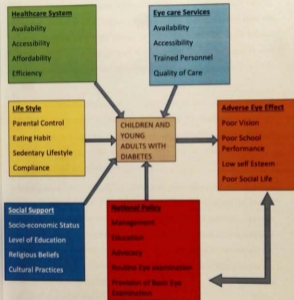 Healthcare System
Availability
Accessibility
Affordability
Efficiency
Eye care Services
Availability
Accessibility
Trained Personnel
Quality of Care
Life Style
Parental Control
Eating Habit
Sedentary Lifestyle
Compliance
CHILDREN AND
YOUNG
ADULTS WITH
DIABETES
Adverse Eye Effect
Poor Vision
Poor School
Performance
Low self Esteem
Poor Social Life
Social Support
Socio-economic Status
Level of Education
Religious Beliefs
Cultural Practices
National Policy
Management
Education
Advocacy
Routine Eye examination
Provision of Basic Eye
Examination